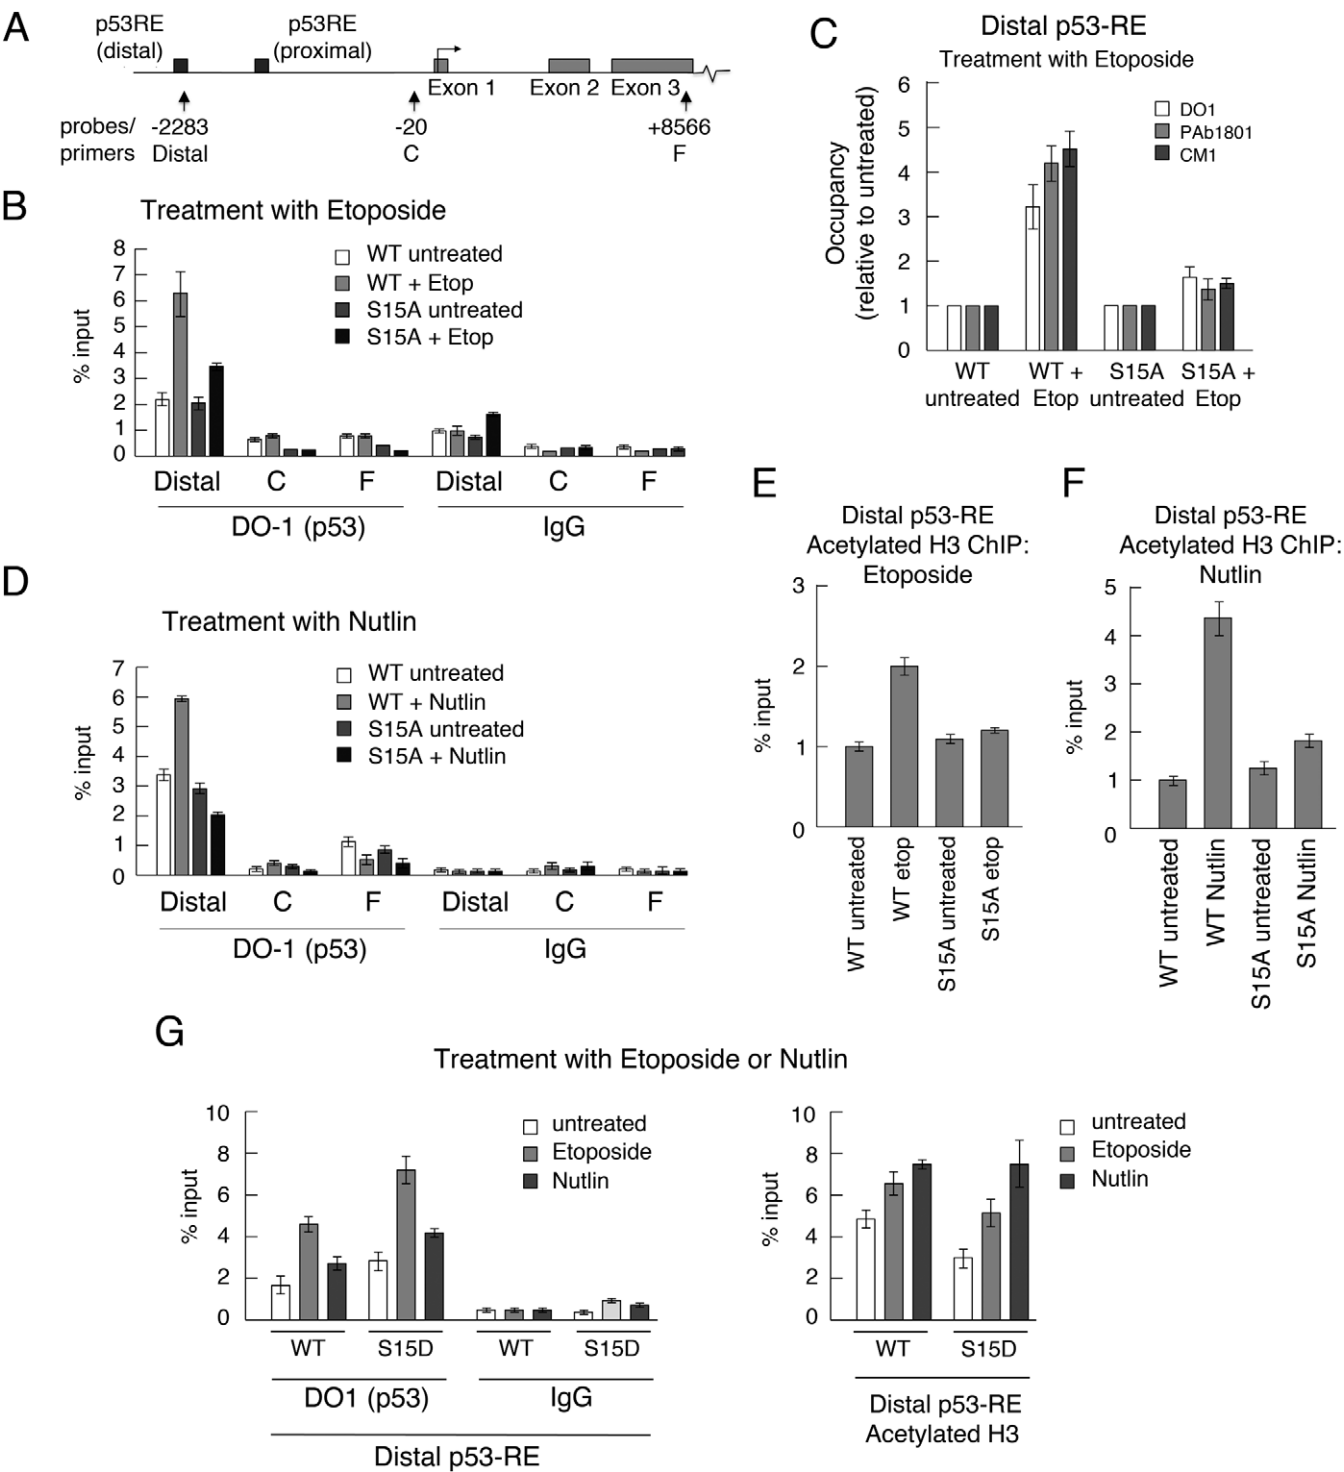 A
p53RE
(distal)
p53RE
(proximal)
Exon 1
Exon 2
Exon 3
probes/
primers
-2283
Distal
-20
C
+8566
F
B
Treatment with Etoposide
% input
8
7
6
5
4
3
2
1
0
WT untreated
WT + Etop
S15A untreated
S15A + Etop
Distal C F Distal C F
DO-1 (p53) IgG
C
Distal p53-RE
Treatment with Etoposide
Occupancy
(relative to untreated)
6
5
4
3
2
1
0
DO1
PAb1801
CM1
WT
untreated
WT +
Etop
S15A
untreated
S15A +
Etop
D
Treatment with Nutlin
% input
7
6
5
4
3
2
1
0
WT untreated
WT + Nutlin
S15A untreated
S15A + Nutlin
Distal C F Distal C F
DO-1 (p53) IgG
E
Distal p53-RE
Acetylated H3 ChIP:
Etoposide
% input
3
2
1
0
WT untreated
WT etop
S15A untreated
S15A etop
F
Distal p53-RE
Acetylated H3 ChIP:
Nutlin
% input
5
4
3
2
1
0
WT untreated
WT Nutlin
S15A untreated
S15A Nutlin
G
Treatment with Etoposide or Nutlin
% input
10
8
6
4
2
0
untreated
Etoposide
Nutlin
WT S15D WT S15D
DO1 (p53) IgG
Distal p53-RE
% input
10
8
6
4
2
0
untreated
Etoposide
Nutlin
WT S15D
Distal p53-RE
Acetylated H3